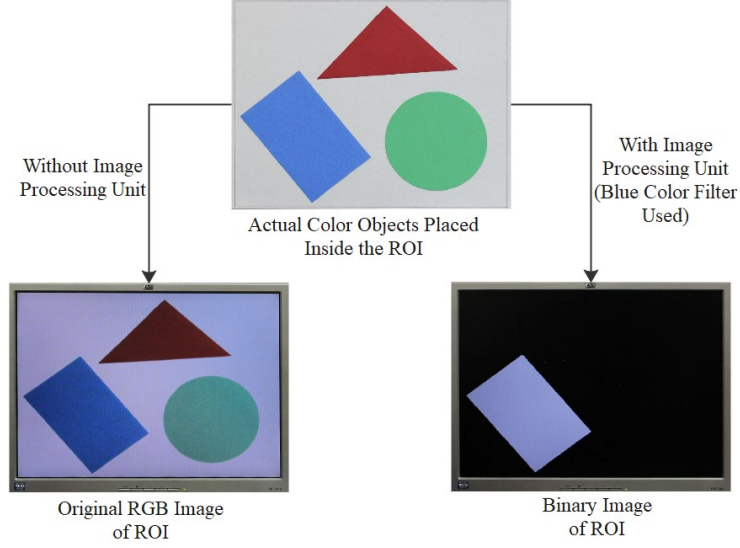 Without Image
Processing Unit
With Image
Processing Unit
(Blue Color Filter
Used)
Actual Color Objects Placed
Inside the ROI
Original RGB Image
of ROI
Binary Image
of ROI